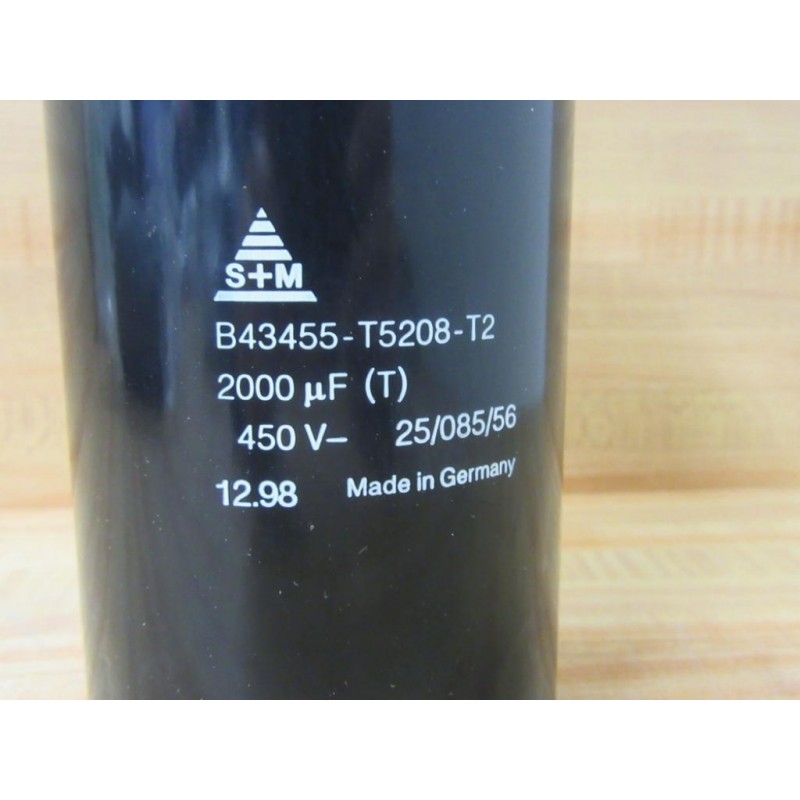 S+M
B43455-T5208-T2
2000 μF (T)
450 V– 25/085/56
12.98 Made in Germany